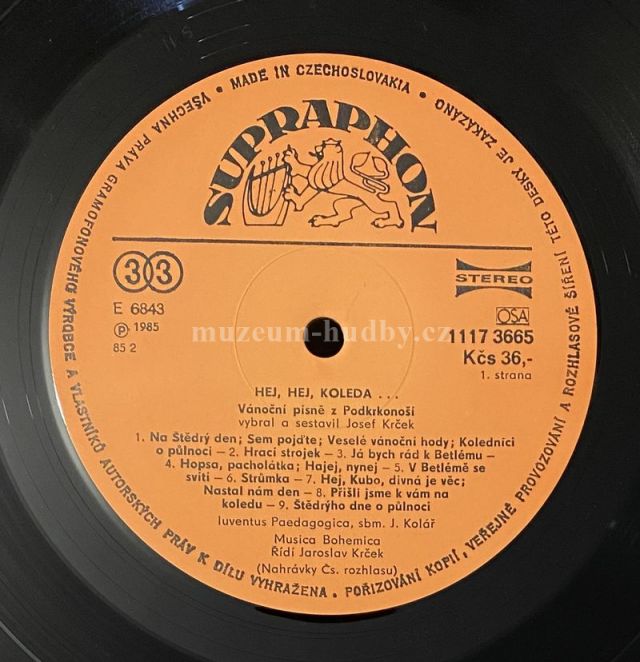 VŠECHNA PRÁVA GRAMOFONOVÉHO VÝROBCE A VLASTNÍKŮ AUTORSKÝCH PRÁV K DÍLU VYHRAŽENA • POŘIZOVÁNÍ KOPIÍ, VEŘEJNÉ PROVOZOVÁNÍ A ROZHLASOVÉ ŠÍŘENÍ TÉTO DESKY JE ZAKÁZÁNO • MADE IN CZECHOSLOVAKIA •
SUPRAPHON
33
STEREO
E 6843
OSA
Ⓟ 1985
muzeum-hudby.cz
1117 3665
85 2
Kčs 36,-
1. strana
HEJ, HEJ, KOLEDA . . .
Vánoční písně z Podkrkonoší
vybral a sestavil Josef Krček
1. Na Štědrý den; Sem pojďte; Veselé vánoční hody; Koledníci
o půlnoci – 2. Hrací strojek – 3. Já bych rád k Betlému –
4. Hopsa, pacholátka; Hajej, nynej – 5. V Betlémě se
svítí – 6. Strůmka – 7. Hej, Kubo, divná je věc;
Nastal nám den – 8. Přišli jsme k vám na
koledu – 9. Štědrýho dne o půlnoci
Iuventus Paedagogica, sbm. J. Kolář
Musica Bohemica
Řídí Jaroslav Krček
(Nahrávky Čs. rozhlasu)